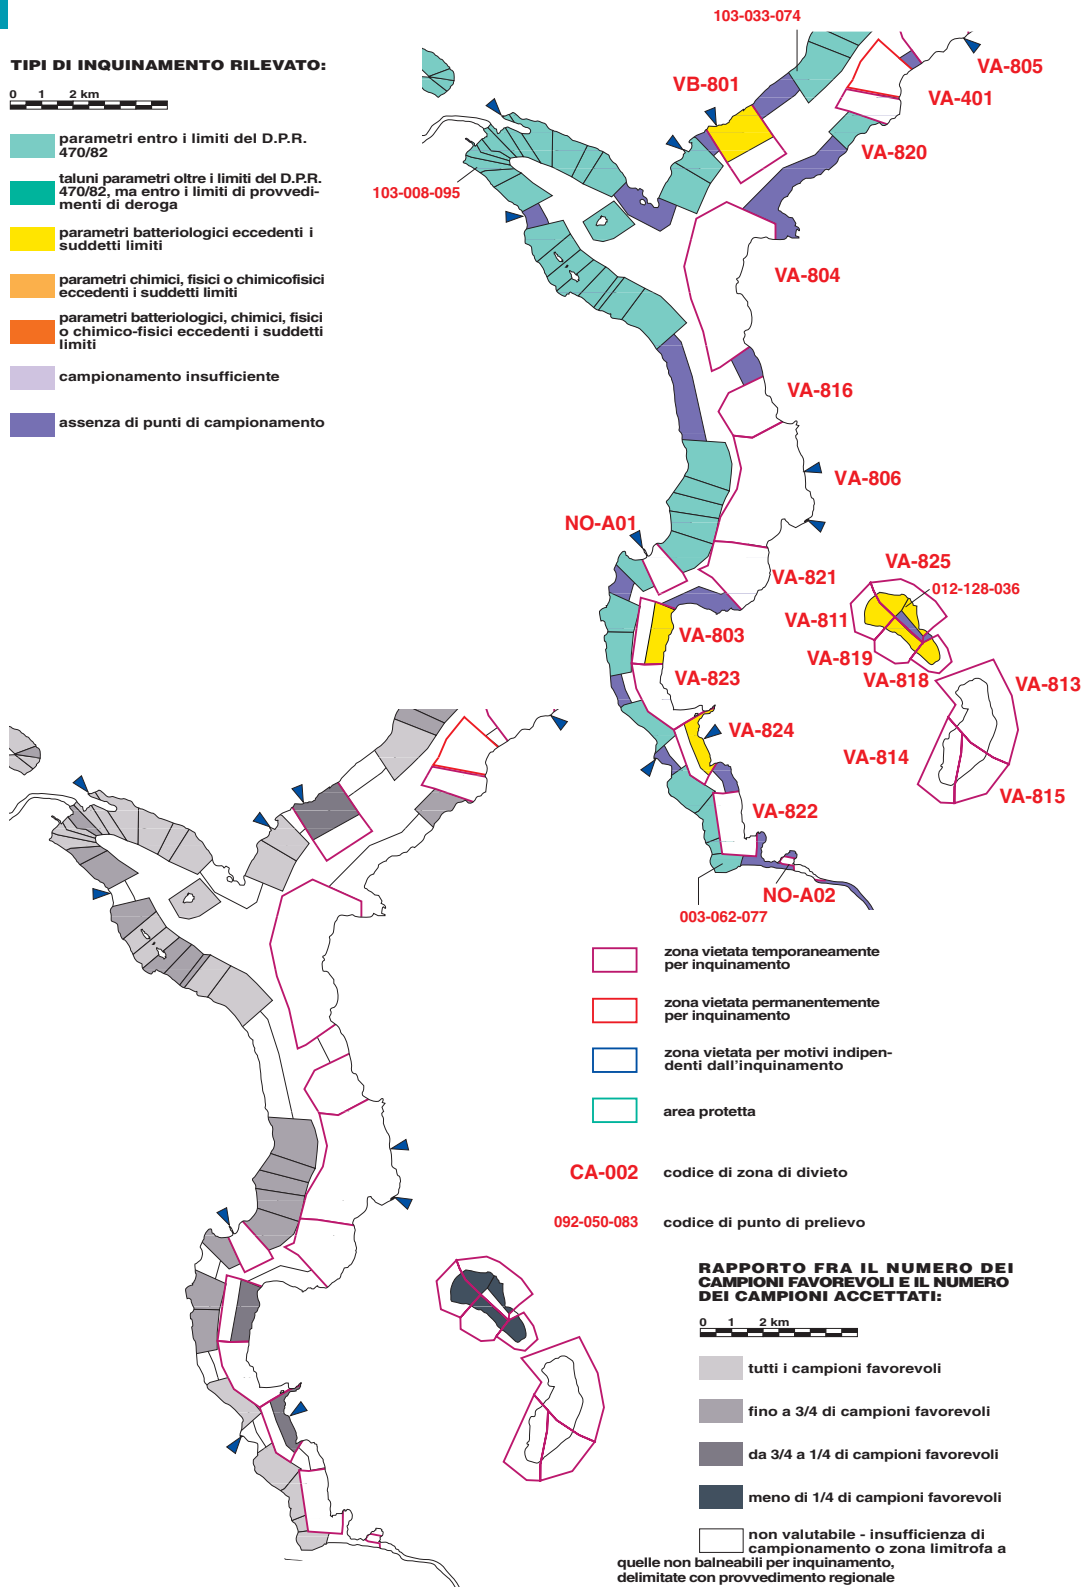 TIPI DI INQUINAMENTO RILEVATO:
0 1 2 km
parametri entro i limiti del D.P.R.
470/82
taluni parametri oltre i limiti del D.P.R.
470/82, ma entro i limiti di provvedi-
menti di deroga
parametri batteriologici eccedenti i
suddetti limiti
parametri chimici, fisici o chimicofisici
eccedenti i suddetti limiti
parametri batteriologici, chimici, fisici
o chimico-fisici eccedenti i suddetti
limiti
campionamento insufficiente
assenza di punti di campionamento
103-033-074
VA-805
VB-801
VA-401
VA-820
103-008-095
VA-804
VA-816
VA-806
NO-A01
VA-825
VA-821
012-128-036
VA-811
VA-803
VA-819
VA-823
VA-818
VA-813
VA-824
VA-814
VA-815
VA-822
NO-A02
003-062-077
zona vietata temporaneamente
per inquinamento
zona vietata permanentemente
per inquinamento
zona vietata per motivi indipen-
denti dall'inquinamento
area protetta
CA-002 codice di zona di divieto
092-050-083 codice di punto di prelievo
RAPPORTO FRA IL NUMERO DEI
CAMPIONI FAVOREVOLI E IL NUMERO
DEI CAMPIONI ACCETTATI:
0 1 2 km
tutti i campioni favorevoli
fino a 3/4 di campioni favorevoli
da 3/4 a 1/4 di campioni favorevoli
meno di 1/4 di campioni favorevoli
non valutabile - insufficienza di
campionamento o zona limitrofa a
quelle non balneabili per inquinamento,
delimitate con provvedimento regionale